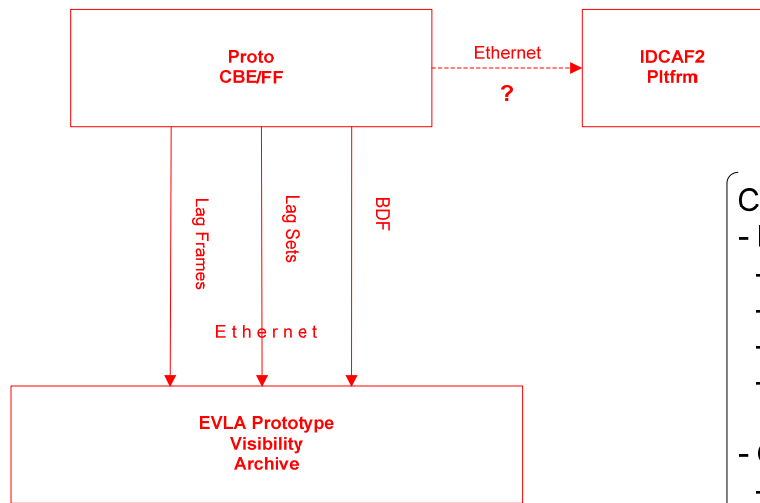 Proto
CBE/FF
Ethernet
?
IDCAF2
Pltfrm
Lag Frames
Lag Sets
BDF
Ethernet
EVLA Prototype
Visibility
Archive